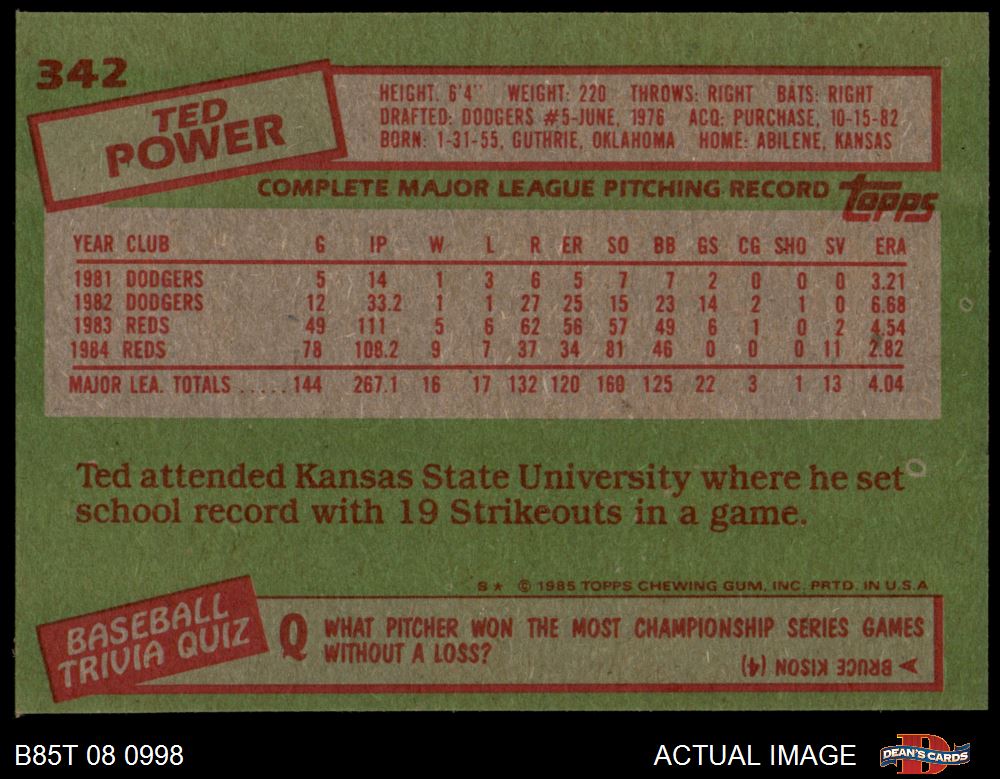 342
TED
POWER
HEIGHT: 6'4" WEIGHT: 220 THROWS: RIGHT BATS: RIGHT
DRAFTED: DODGERS #5-JUNE, 1976 ACQ: PURCHASE, 10-15-82
BORN: 1-31-55, GUTHRIE, OKLAHOMA HOME: ABILENE, KANSAS
COMPLETE MAJOR LEAGUE PITCHING RECORD topps
YEAR CLUB G IP W L R ER SO BB GS CG SHO SV ERA
1981 DODGERS 5 14 1 3 6 5 7 7 2 0 0 0 3.21
1982 DODGERS 12 33.2 1 1 27 25 15 23 14 2 1 0 6.68
1983 REDS 49 111 5 6 62 56 57 49 6 1 0 2 4.54
1984 REDS 78 108.2 9 7 37 34 81 46 0 0 0 11 2.82
MAJOR LEA. TOTALS .....144 267.1 16 17 132 120 160 125 22 3 1 13 4.04
Ted attended Kansas State University where he set
school record with 19 Strikeouts in a game.
8★ © 1985 TOPPS CHEWING GUM, INC. PRTD. IN U.S.A
BASEBALL
TRIVIA QUIZ
Q WHAT PITCHER WON THE MOST CHAMPIONSHIP SERIES GAMES
WITHOUT A LOSS?
➤ BRUCE KISON (4)
B85T 08 0998 ACTUAL IMAGE DEAN'S CARDS